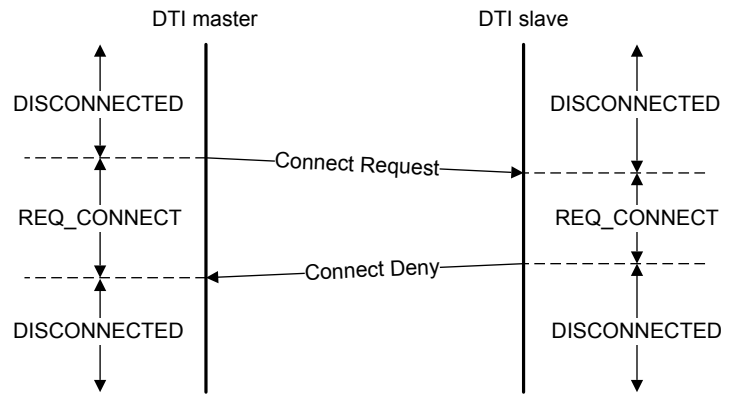 DTI master
DTI slave
DISCONNECTED
DISCONNECTED
Connect Request
REQ_CONNECT
REQ_CONNECT
Connect Deny
DISCONNECTED
DISCONNECTED